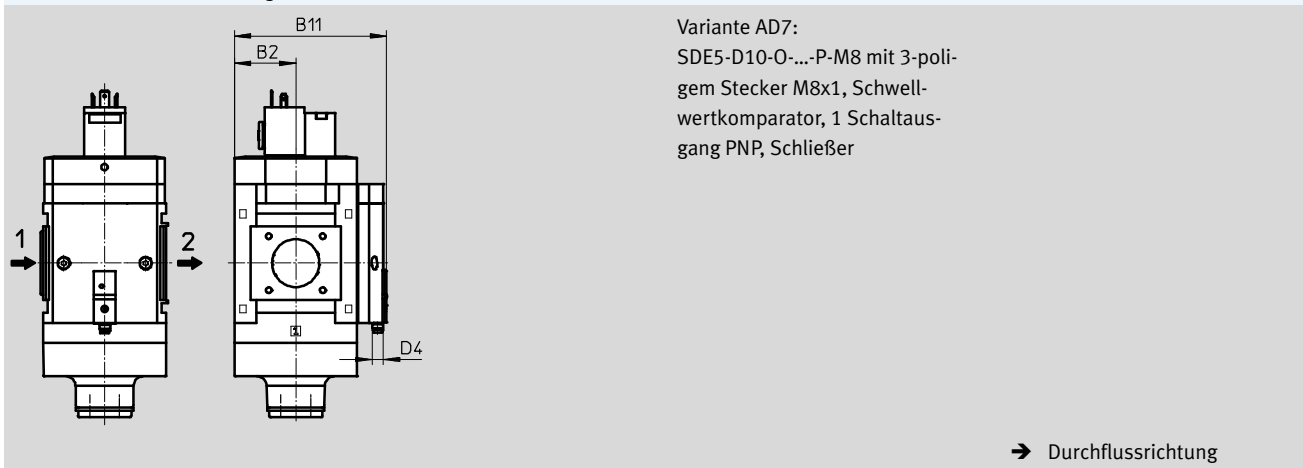 B11
B2
Variante AD7:
SDE5-D10-O-...-P-M8 mit 3-poli-
gem Stecker M8x1, Schwell-
wertkomparator, 1 Schaltaus-
gang PNP, Schließer
1
2
D4
➔ Durchflussrichtung